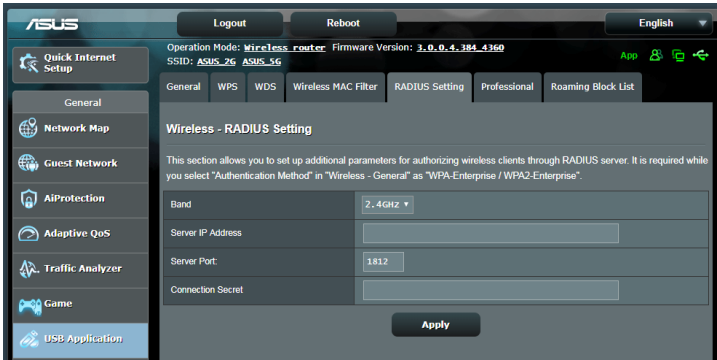 ASUS
Logout
Reboot
English
Operation Mode: Wireless router Firmware Version: 3.0.0.4.384_4360
SSID: ASUS_2G ASUS_5G
App
Quick Internet
Setup
General
Network Map
Guest Network
AiProtection
Adaptive QoS
Traffic Analyzer
Game
USB Application
General WPS WDS Wireless MAC Filter RADIUS Setting Professional Roaming Block List
Wireless - RADIUS Setting
This section allows you to set up additional parameters for authorizing wireless clients through RADIUS server. It is required while
you select "Authentication Method" in "Wireless - General" as "WPA-Enterprise / WPA2-Enterprise".
Band 2.4GHz
Server IP Address
Server Port: 1812
Connection Secret
Apply